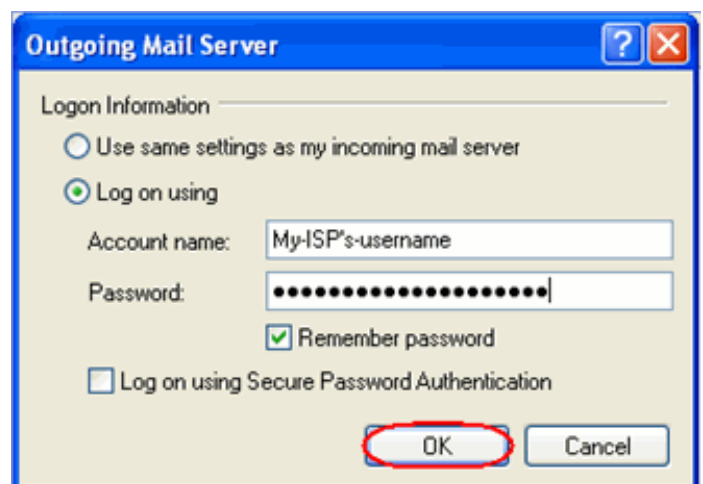 Outgoing Mail Server
Logon Information
Use same settings as my incoming mail server
Log on using
Account name: My-ISP's-username
Password: ●●●●●●●●●●●●●●●●●●●●
Remember password
Log on using Secure Password Authentication
OK Cancel